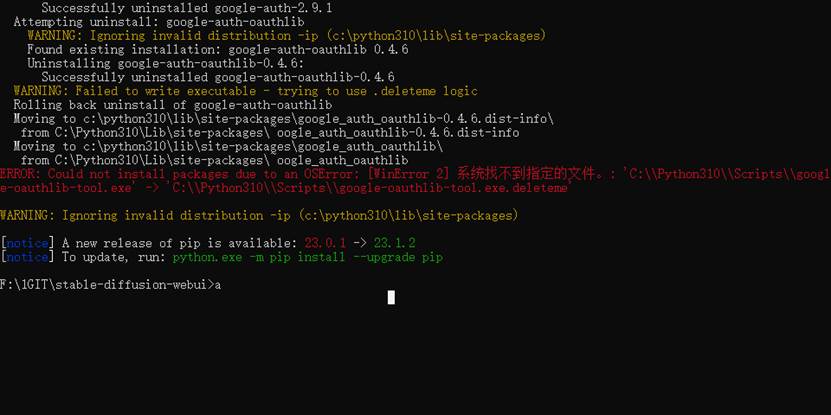 Successfully uninstalled google-auth-2.9.1
Attempting uninstall: google-auth-oauthlib
WARNING: Ignoring invalid distribution -ip (c:\python310\lib\site-packages)
Found existing installation: google-auth-oauthlib 0.4.6
Uninstalling google-auth-oauthlib-0.4.6:
Successfully uninstalled google-auth-oauthlib-0.4.6
WARNING: Failed to write executable - trying to use .deleteme logic
Rolling back uninstall of google-auth-oauthlib
Moving to c:\python310\lib\site-packages\google_auth_oauthlib-0.4.6.dist-info\
from C:\Python310\Lib\site-packages\~oogle_auth_oauthlib-0.4.6.dist-info
Moving to c:\python310\lib\site-packages\google_auth_oauthlib\
from C:\Python310\Lib\site-packages\~oogle_auth_oauthlib
ERROR: Could not install packages due to an OSError: [WinError 2] 系统找不到指定的文件。: 'C:\\Python310\\Scripts\\googl
e-oauthlib-tool.exe' -> 'C:\\Python310\\Scripts\\google-oauthlib-tool.exe.deleteme'
WARNING: Ignoring invalid distribution -ip (c:\python310\lib\site-packages)
[notice] A new release of pip is available: 23.0.1 -> 23.1.2
[notice] To update, run: python.exe -m pip install --upgrade pip
F:\1GIT\stable-diffusion-webui>a